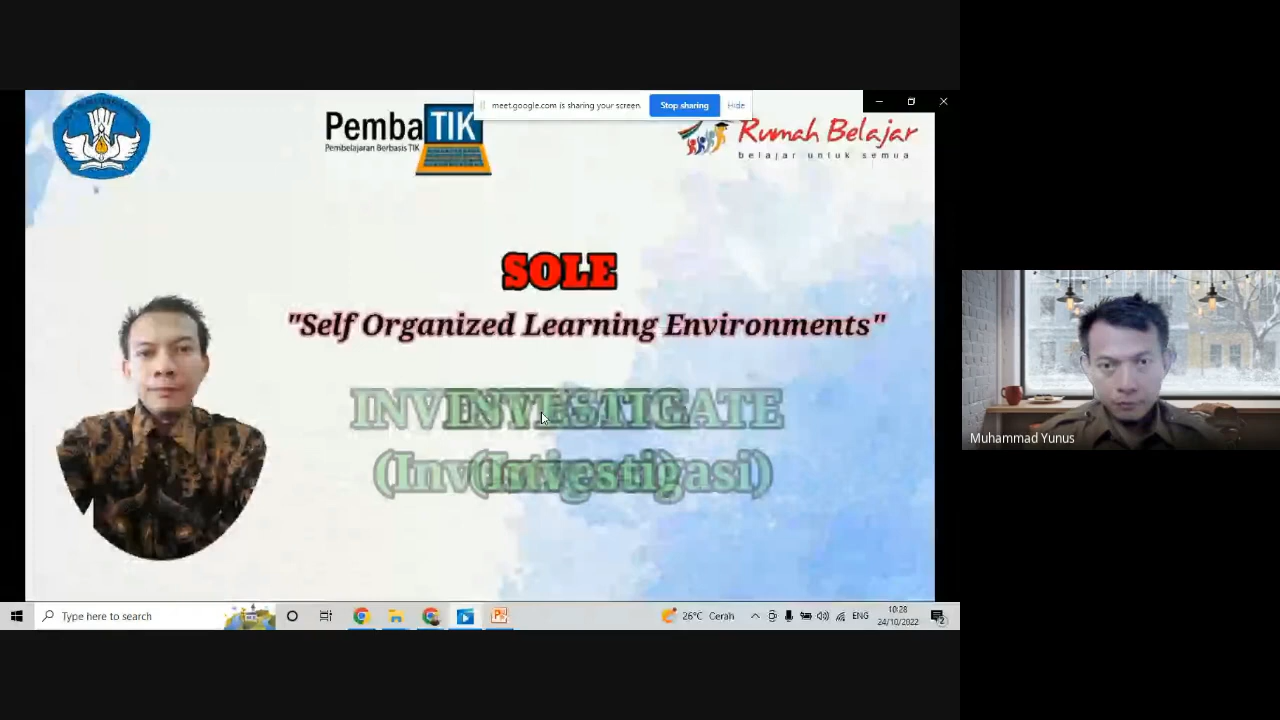 meet.google.com is sharing your screen.
Stop sharing
Hide
PembaTIK
Pembelajaran Berbasis TIK
Rumah Belajar
belajar untuk semua
SOLE
"Self Organized Learning Environments"
INVESTIGATE
(Investigasi)
Muhammad Yunus
Type here to search
26°C Cerah
ENG
10:28
24/10/2022
2